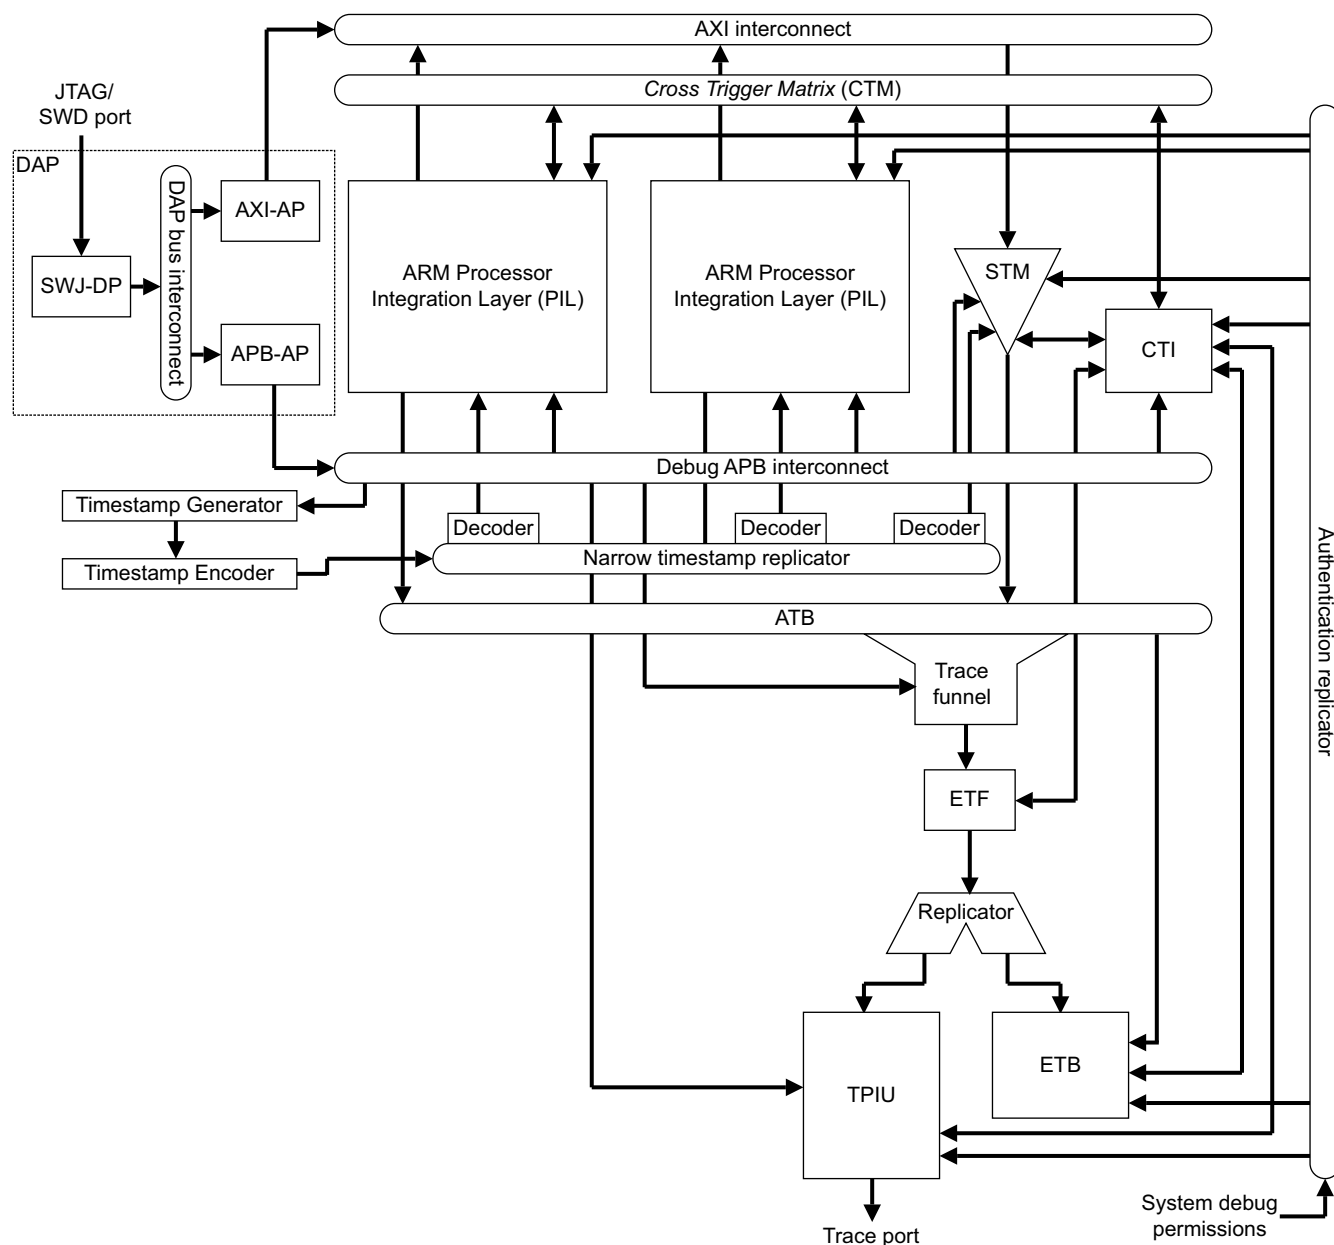 AXI interconnect
Cross Trigger Matrix (CTM)
JTAG/
SWD port
DAP
DAP bus interconnect
AXI-AP
SWJ-DP
APB-AP
ARM Processor
Integration Layer (PIL)
ARM Processor
Integration Layer (PIL)
STM
CTI
Debug APB interconnect
Timestamp Generator
Timestamp Encoder
Decoder
Decoder
Decoder
Narrow timestamp replicator
ATB
Trace
funnel
ETF
Replicator
TPIU
ETB
Authentication replicator
System debug
permissions
Trace port